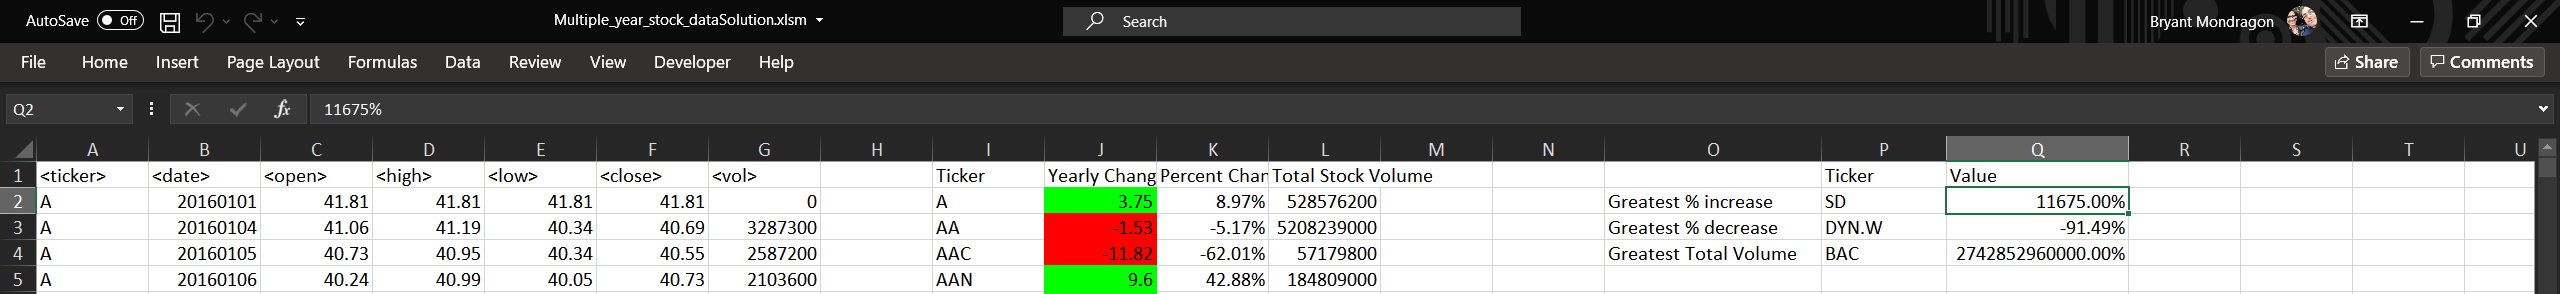 AutoSave Off Multiple_year_stock_dataSolution.xlsm Search Bryant Mondragon
File Home Insert Page Layout Formulas Data Review View Developer Help Share Comments
Q2 fx 11675%
A B C D E F G H I J K L M N O P Q R S T U
1 <ticker> <date> <open> <high> <low> <close> <vol> Ticker Yearly Chang Percent Chan Total Stock Volume Ticker Value
2 A 20160101 41.81 41.81 41.81 41.81 0 A 3.75 8.97% 528576200 Greatest % increase SD 11675.00%
3 A 20160104 41.06 41.19 40.34 40.69 3287300 AA -1.53 -5.17% 5208239000 Greatest % decrease DYN.W -91.49%
4 A 20160105 40.73 40.95 40.34 40.55 2587200 AAC -11.82 -62.01% 57179800 Greatest Total Volume BAC 2742852960000.00%
5 A 20160106 40.24 40.99 40.05 40.73 2103600 AAN 9.6 42.88% 184809000